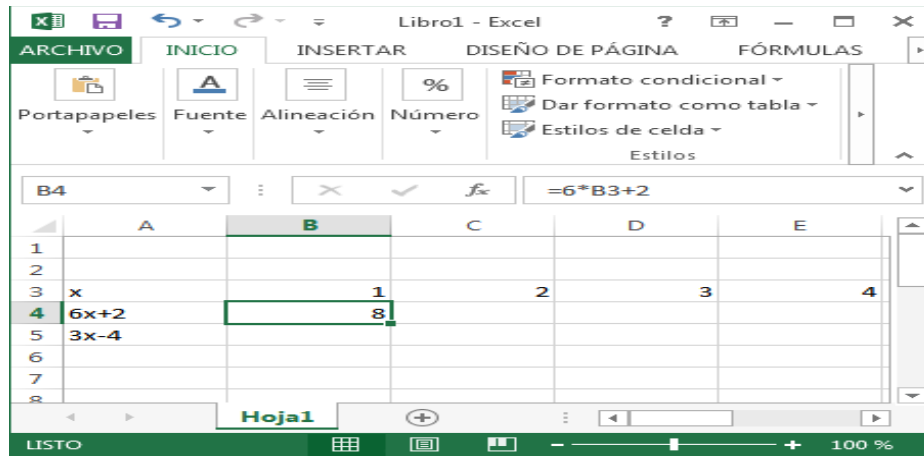 Libro1 - Excel ?
ARCHIVO INICIO INSERTAR DISEÑO DE PÁGINA FÓRMULAS
Portapapeles Fuente Alineación Número
A %
Formato condicional
Dar formato como tabla
Estilos de celda
Estilos
B4 fx =6*B3+2
A B C D E
1
2
3 x 1 2 3 4
4 6x+2 8
5 3x-4
6
7
8
Hoja1
LISTO 100 %